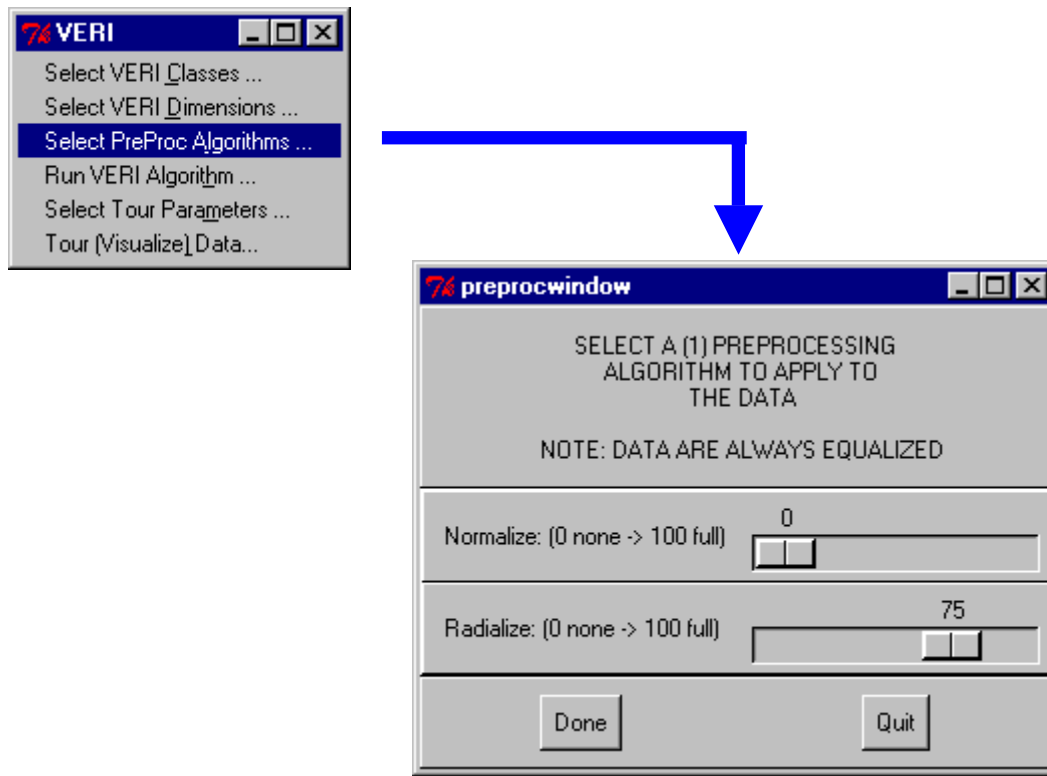 VERI
Select VERI Classes ...
Select VERI Dimensions ...
Select PreProc Algorithms ...
Run VERI Algorithm ...
Select Tour Parameters ...
Tour (Visualize) Data...
preprocwindow
SELECT A (1) PREPROCESSING
ALGORITHM TO APPLY TO
THE DATA
NOTE: DATA ARE ALWAYS EQUALIZED
0
Normalize: (0 none -> 100 full)
75
Radialize: (0 none -> 100 full)
Done
Quit